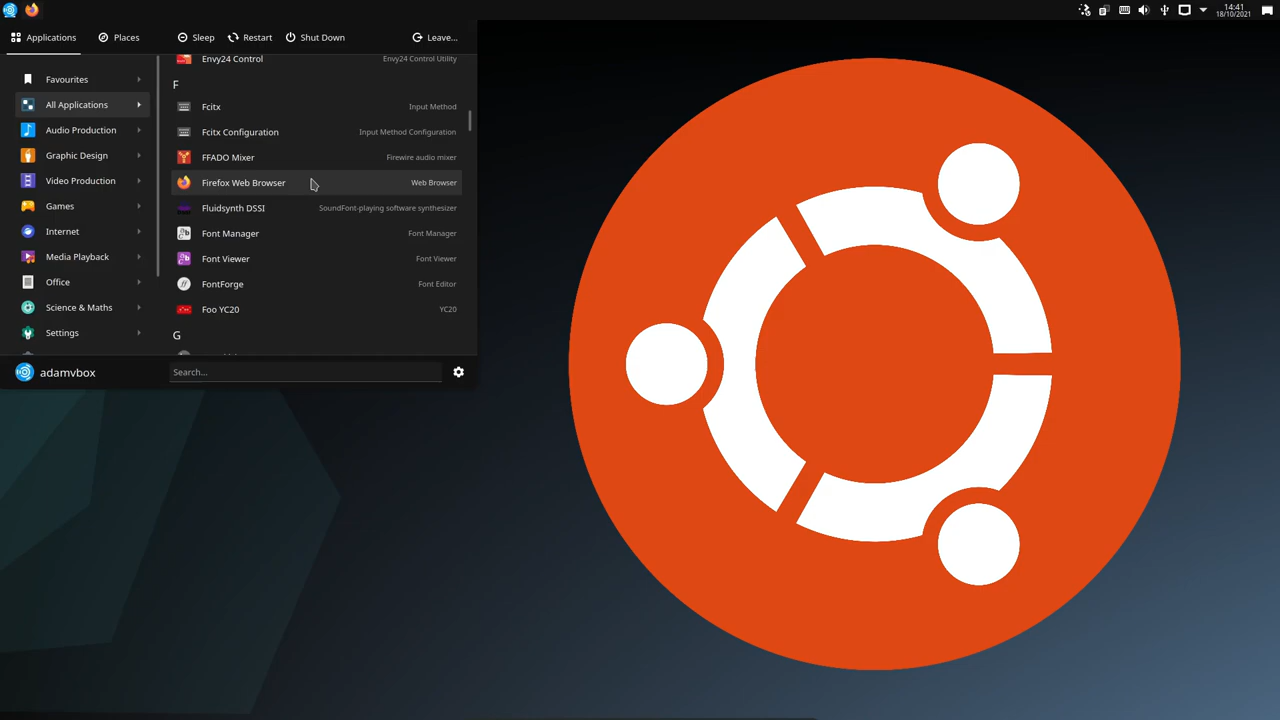 14:41
18/10/2021
Applications Places Sleep Restart Shut Down Leave...
Favourites
All Applications
Audio Production
Graphic Design
Video Production
Games
Internet
Media Playback
Office
Science & Maths
Settings
Envy24 Control Envy24 Control Utility
F
Fcitx Input Method
Fcitx Configuration Input Method Configuration
FFADO Mixer Firewire audio mixer
Firefox Web Browser Web Browser
Fluidsynth DSSI SoundFont-playing software synthesizer
Font Manager Font Manager
Font Viewer Font Viewer
FontForge Font Editor
Foo YC20 YC20
G
adamvbox Search...